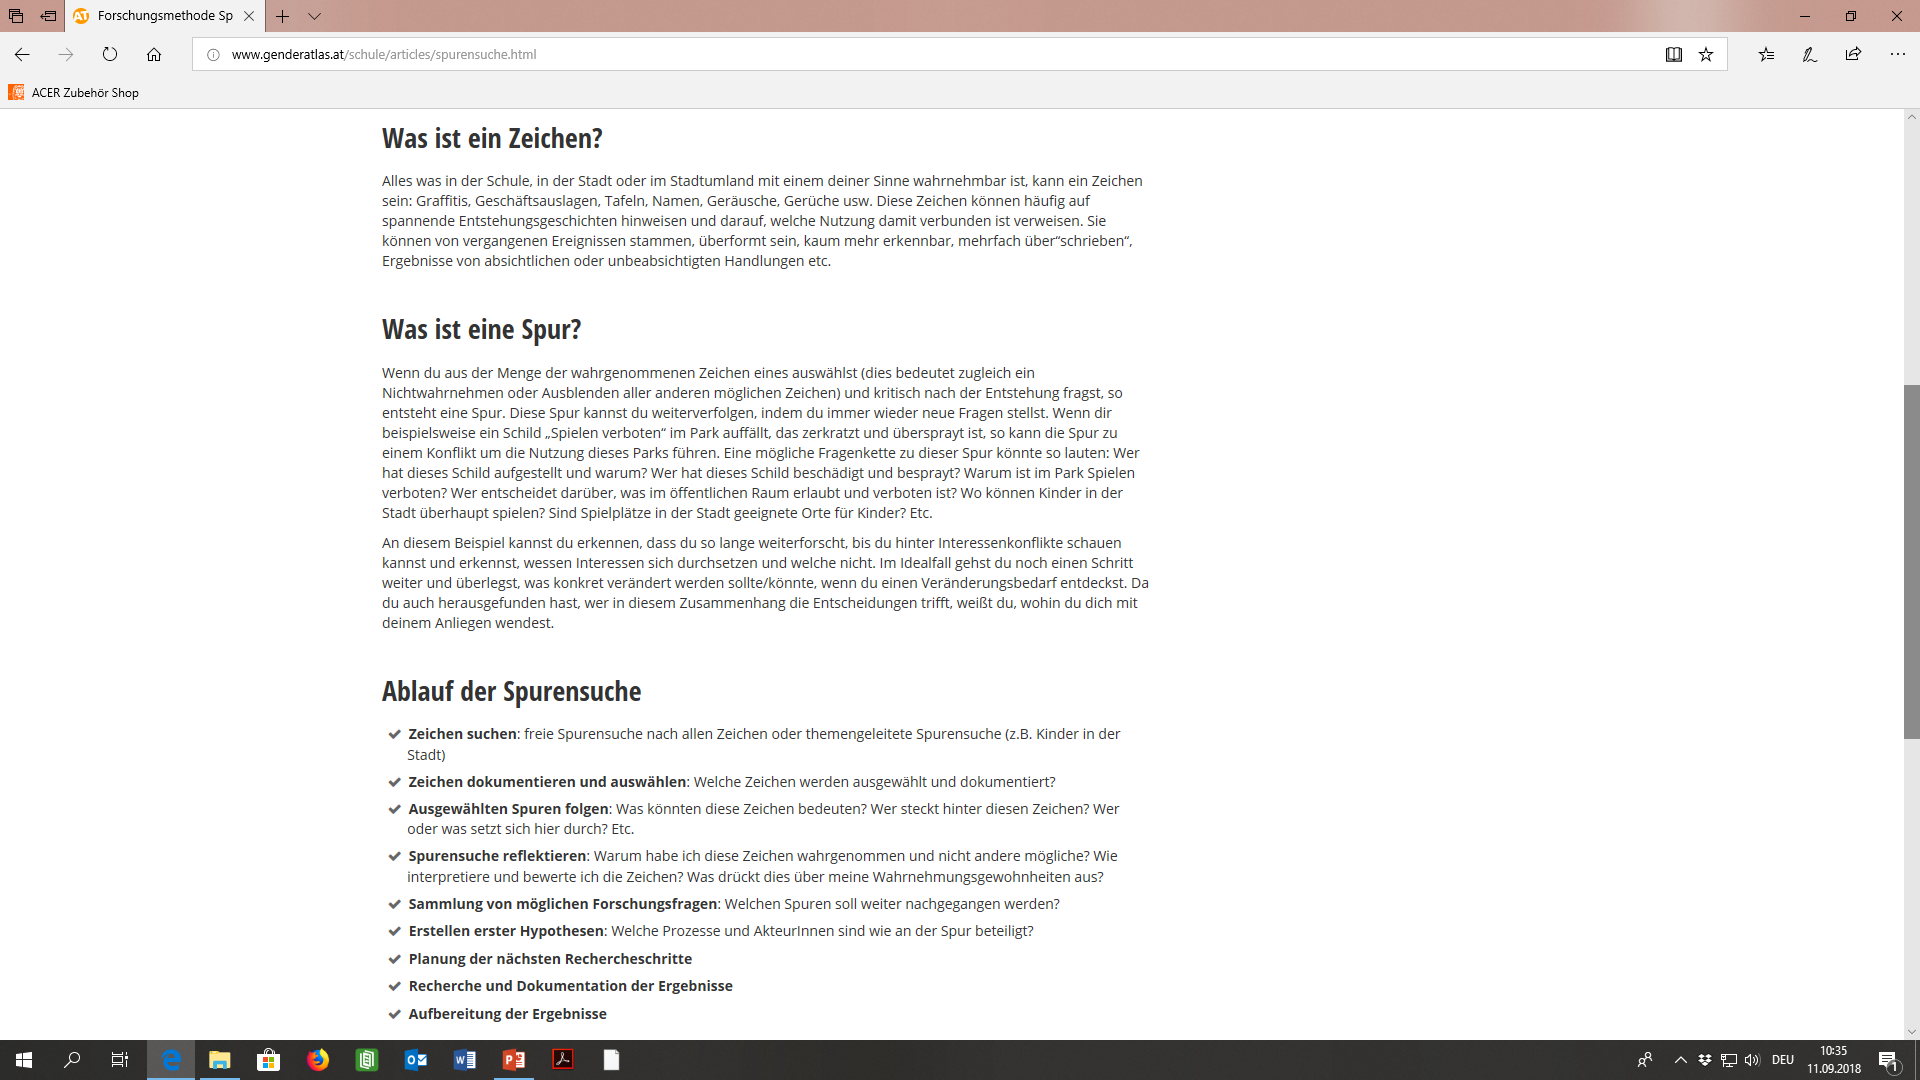 Forschungsmethode Sp
www.genderatlas.at/schule/articles/spurensuche.html
ACER Zubehör Shop
Was ist ein Zeichen?
Alles was in der Schule, in der Stadt oder im Stadtumland mit einem deiner Sinne wahrnehmbar ist, kann ein Zeichen
sein: Graffitis, Geschäftsauslagen, Tafeln, Namen, Geräusche, Gerüche usw. Diese Zeichen können häufig auf
spannende Entstehungsgeschichten hinweisen und darauf, welche Nutzung damit verbunden ist verweisen. Sie
können von vergangenen Ereignissen stammen, überformt sein, kaum mehr erkennbar, mehrfach über“schrieben“,
Ergebnisse von absichtlichen oder unbeabsichtigten Handlungen etc.
Was ist eine Spur?
Wenn du aus der Menge der wahrgenommenen Zeichen eines auswählst (dies bedeutet zugleich ein
Nichtwahrnehmen oder Ausblenden aller anderen möglichen Zeichen) und kritisch nach der Entstehung fragst, so
entsteht eine Spur. Diese Spur kannst du weiterverfolgen, indem du immer wieder neue Fragen stellst. Wenn dir
beispielsweise ein Schild „Spielen verboten“ im Park auffällt, das zerkratzt und übersprayt ist, so kann die Spur zu
einem Konflikt um die Nutzung dieses Parks führen. Eine mögliche Fragenkette zu dieser Spur könnte so lauten: Wer
hat dieses Schild aufgestellt und warum? Wer hat dieses Schild beschädigt und besprayt? Warum ist im Park Spielen
verboten? Wer entscheidet darüber, was im öffentlichen Raum erlaubt und verboten ist? Wo können Kinder in der
Stadt überhaupt spielen? Sind Spielplätze in der Stadt geeignete Orte für Kinder? Etc.
An diesem Beispiel kannst du erkennen, dass du so lange weiterforscht, bis du hinter Interessenkonflikte schauen
kannst und erkennst, wessen Interessen sich durchsetzen und welche nicht. Im Idealfall gehst du noch einen Schritt
weiter und überlegst, was konkret verändert werden sollte/könnte, wenn du einen Veränderungsbedarf entdeckst. Da
du auch herausgefunden hast, wer in diesem Zusammenhang die Entscheidungen trifft, weißt du, wohin du dich mit
deinem Anliegen wendest.
Ablauf der Spurensuche
Zeichen suchen: freie Spurensuche nach allen Zeichen oder themengeleitete Spurensuche (z.B. Kinder in der
Stadt)
Zeichen dokumentieren und auswählen: Welche Zeichen werden ausgewählt und dokumentiert?
Ausgewählten Spuren folgen: Was könnten diese Zeichen bedeuten? Wer steckt hinter diesen Zeichen? Wer
oder was setzt sich hier durch? Etc.
Spurensuche reflektieren: Warum habe ich diese Zeichen wahrgenommen und nicht andere mögliche? Wie
interpretiere und bewerte ich die Zeichen? Was drückt dies über meine Wahrnehmungsgewohnheiten aus?
Sammlung von möglichen Forschungsfragen: Welchen Spuren soll weiter nachgegangen werden?
Erstellen erster Hypothesen: Welche Prozesse und AkteurInnen sind wie an der Spur beteiligt?
Planung der nächsten Rechercheschritte
Recherche und Dokumentation der Ergebnisse
Aufbereitung der Ergebnisse
DEU
10:35
11.09.2018
1